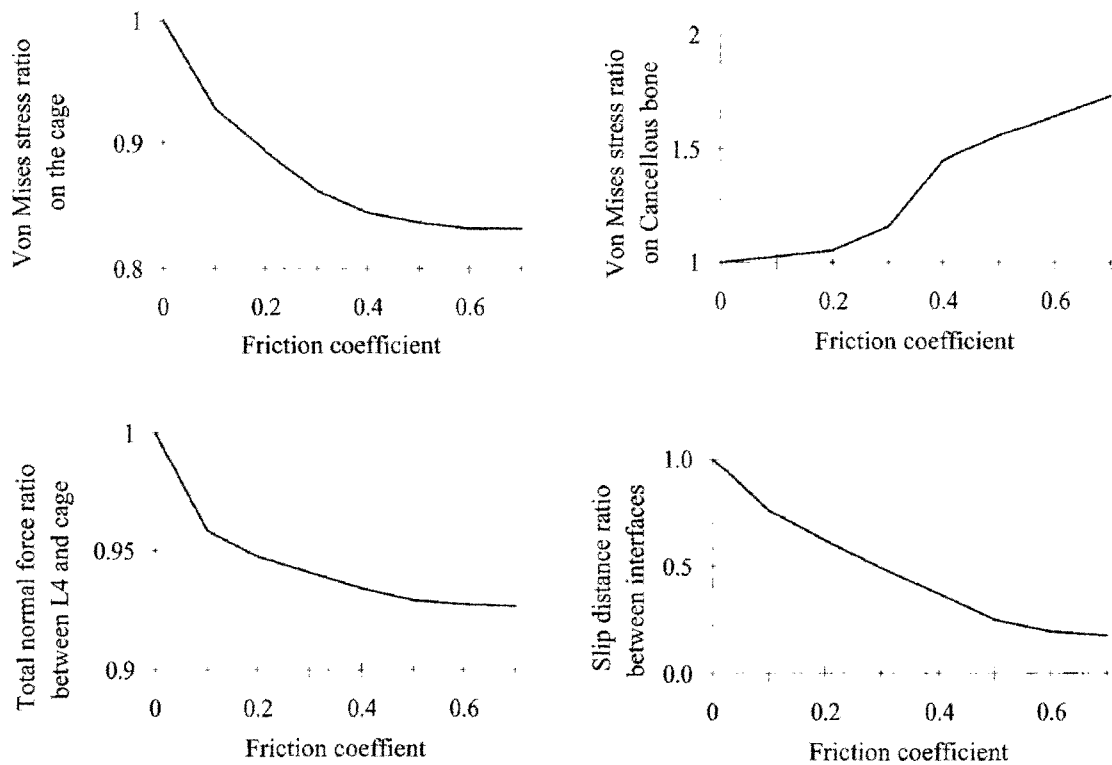 Von Mises stress ratio
on the cage
1
0.9
0.8
0
0.2
0.4
0.6
Friction coefficient
Von Mises stress ratio
on Cancellous bone
2
1.5
1
0
0.2
0.4
0.6
Friction coefficient
Total normal force ratio
between L4 and cage
1
0.95
0.9
0
0.2
0.4
0.6
Friction coeffient
Slip distance ratio
between interfaces
1.0
0.5
0.0
0
0.2
0.4
0.6
Friction coefficient